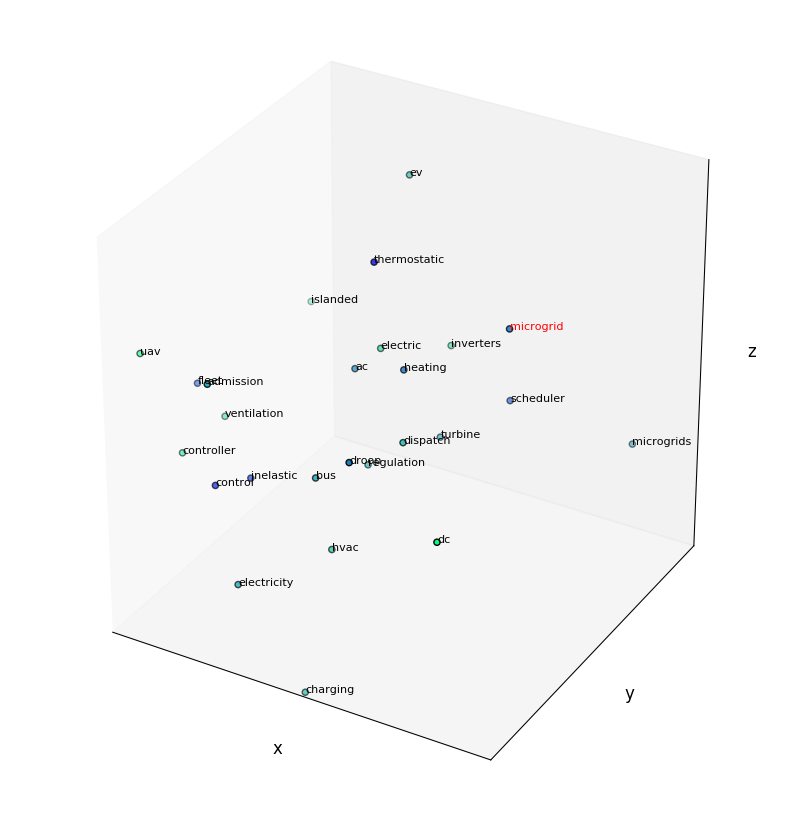 ev
thermostatic
islanded
microgrid
inverters
electric
uav
ac
heating
fleet
admission
scheduler
ventilation
turbine
dispatch
microgrids
controller
droop
regulation
inelastic
bus
control
dc
hvac
electricity
charging
x
y
z